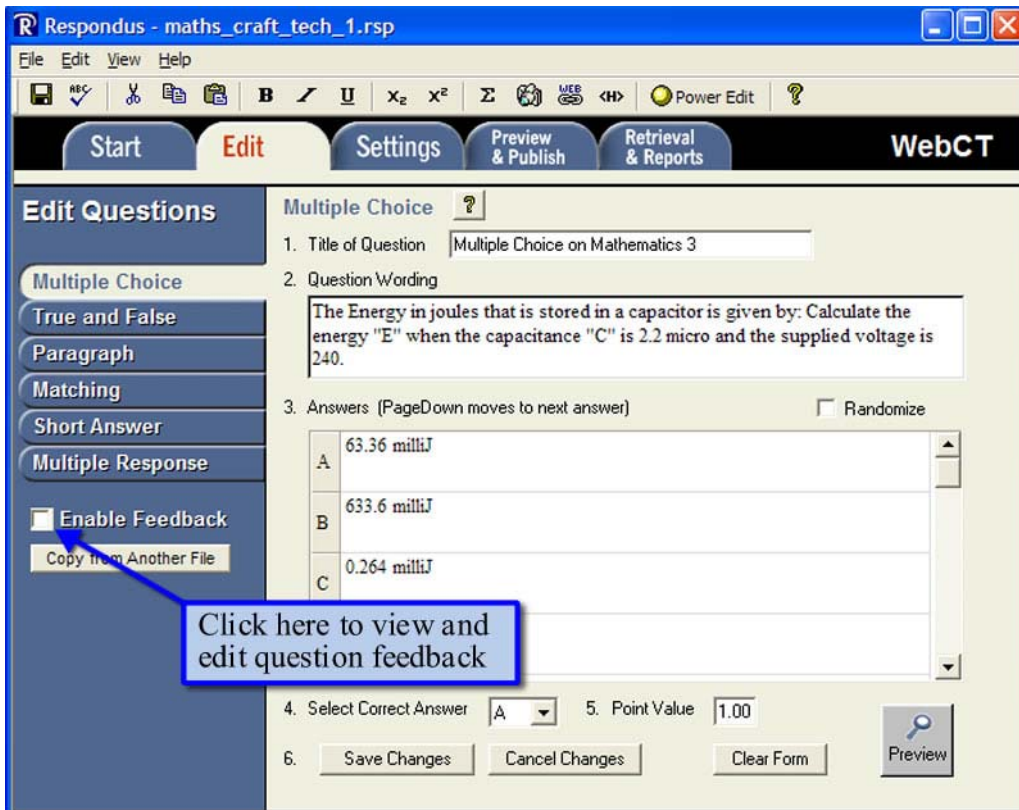 Respondus - maths_craft_tech_1.rsp
File Edit View Help
ABC B I U X₂ X² Σ WEB <H> Power Edit ?
Start Edit Settings Preview & Publish Retrieval & Reports WebCT
Edit Questions
Multiple Choice
True and False
Paragraph
Matching
Short Answer
Multiple Response
Enable Feedback
Copy from Another File
Click here to view and
edit question feedback
Multiple Choice ?
1. Title of Question Multiple Choice on Mathematics 3
2. Question Wording
The Energy in joules that is stored in a capacitor is given by: Calculate the
energy "E" when the capacitance "C" is 2.2 micro and the supplied voltage is
240.
3. Answers (PageDown moves to next answer) Randomize
A 63.36 milliJ
B 633.6 milliJ
C 0.264 milliJ
4. Select Correct Answer A 5. Point Value 1.00
6. Save Changes Cancel Changes Clear Form Preview